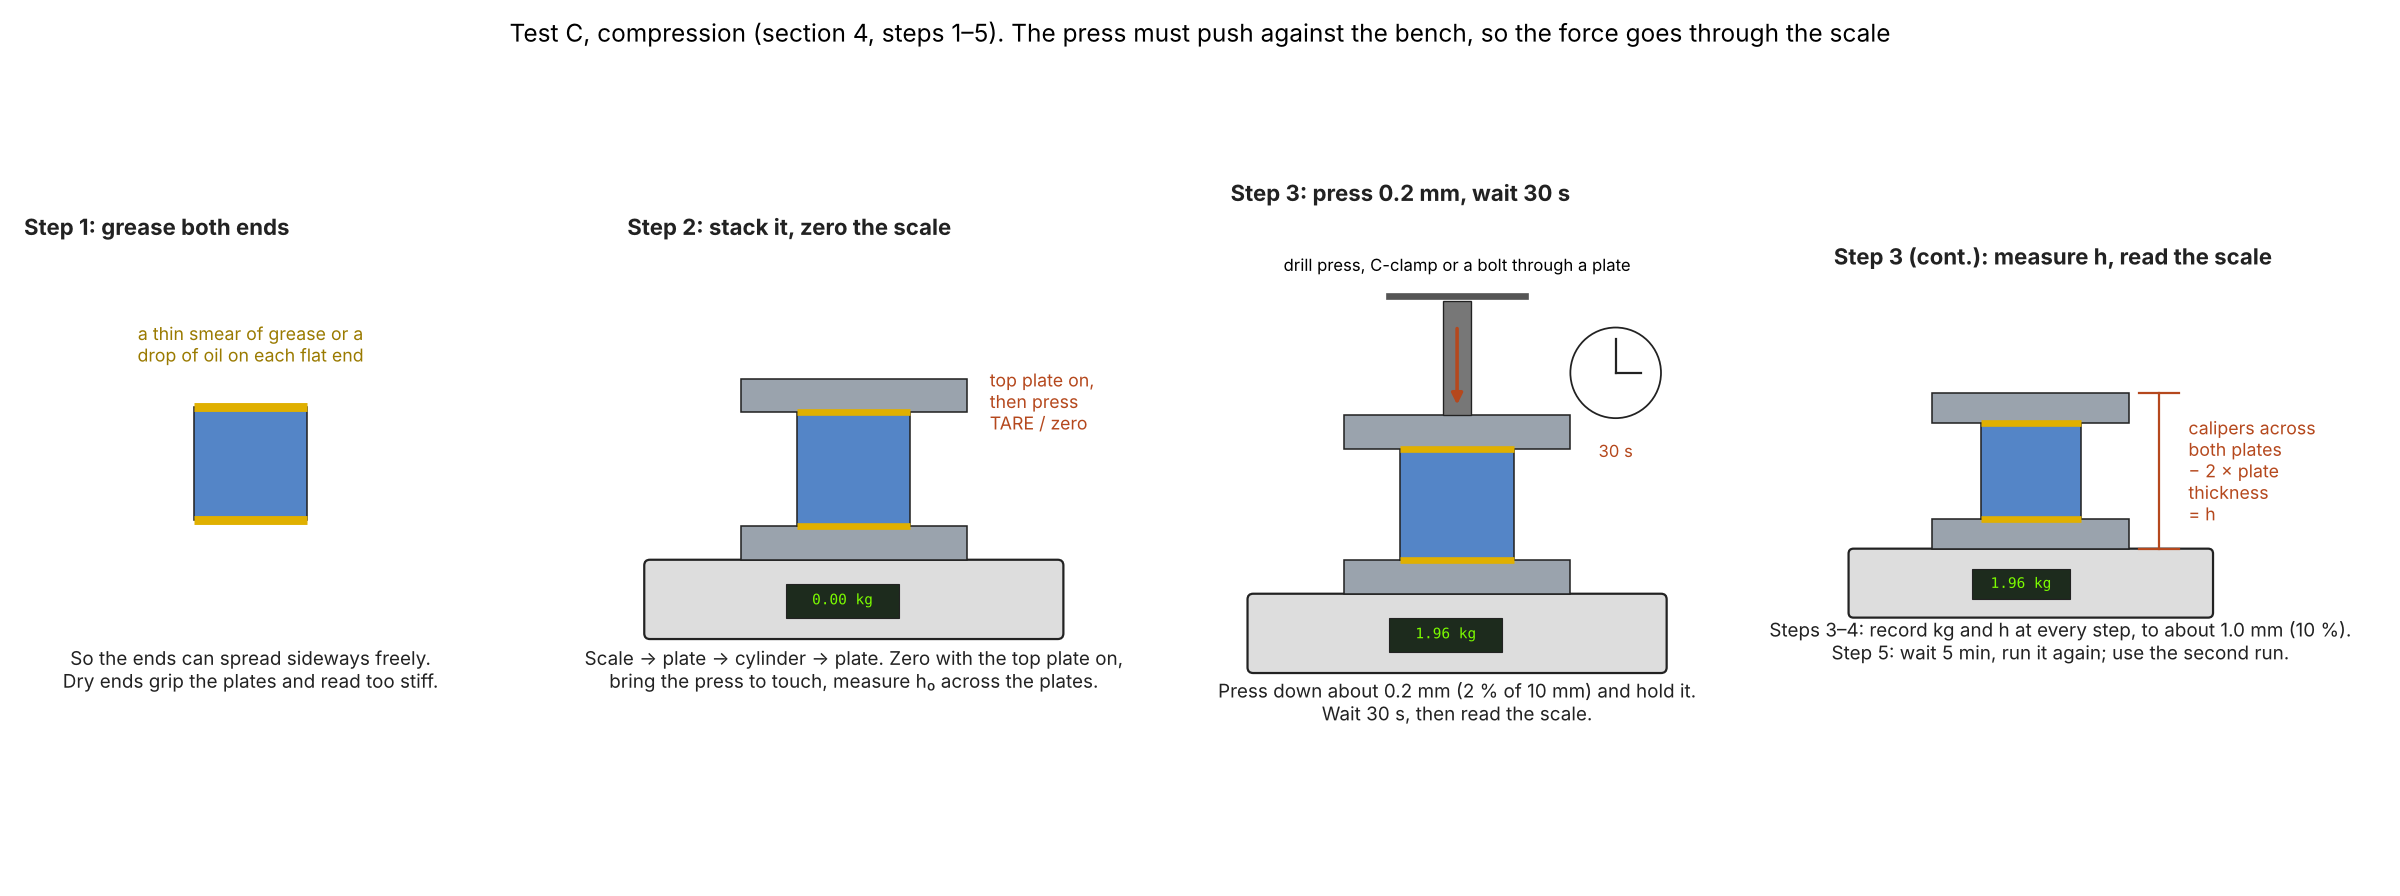 Test C, compression (section 4, steps 1–5). The press must push against the bench, so the force goes through the scale
Step 1: grease both ends
a thin smear of grease or a
drop of oil on each flat end
So the ends can spread sideways freely.
Dry ends grip the plates and read too stiff.
Step 2: stack it, zero the scale
top plate on,
then press
TARE / zero
0.00 kg
Scale → plate → cylinder → plate. Zero with the top plate on,
bring the press to touch, measure h₀ across the plates.
Step 3: press 0.2 mm, wait 30 s
drill press, C-clamp or a bolt through a plate
30 s
1.96 kg
Press down about 0.2 mm (2 % of 10 mm) and hold it.
Wait 30 s, then read the scale.
Step 3 (cont.): measure h, read the scale
calipers across
both plates
− 2 × plate
thickness
= h
1.96 kg
Steps 3–4: record kg and h at every step, to about 1.0 mm (10 %).
Step 5: wait 5 min, run it again; use the second run.